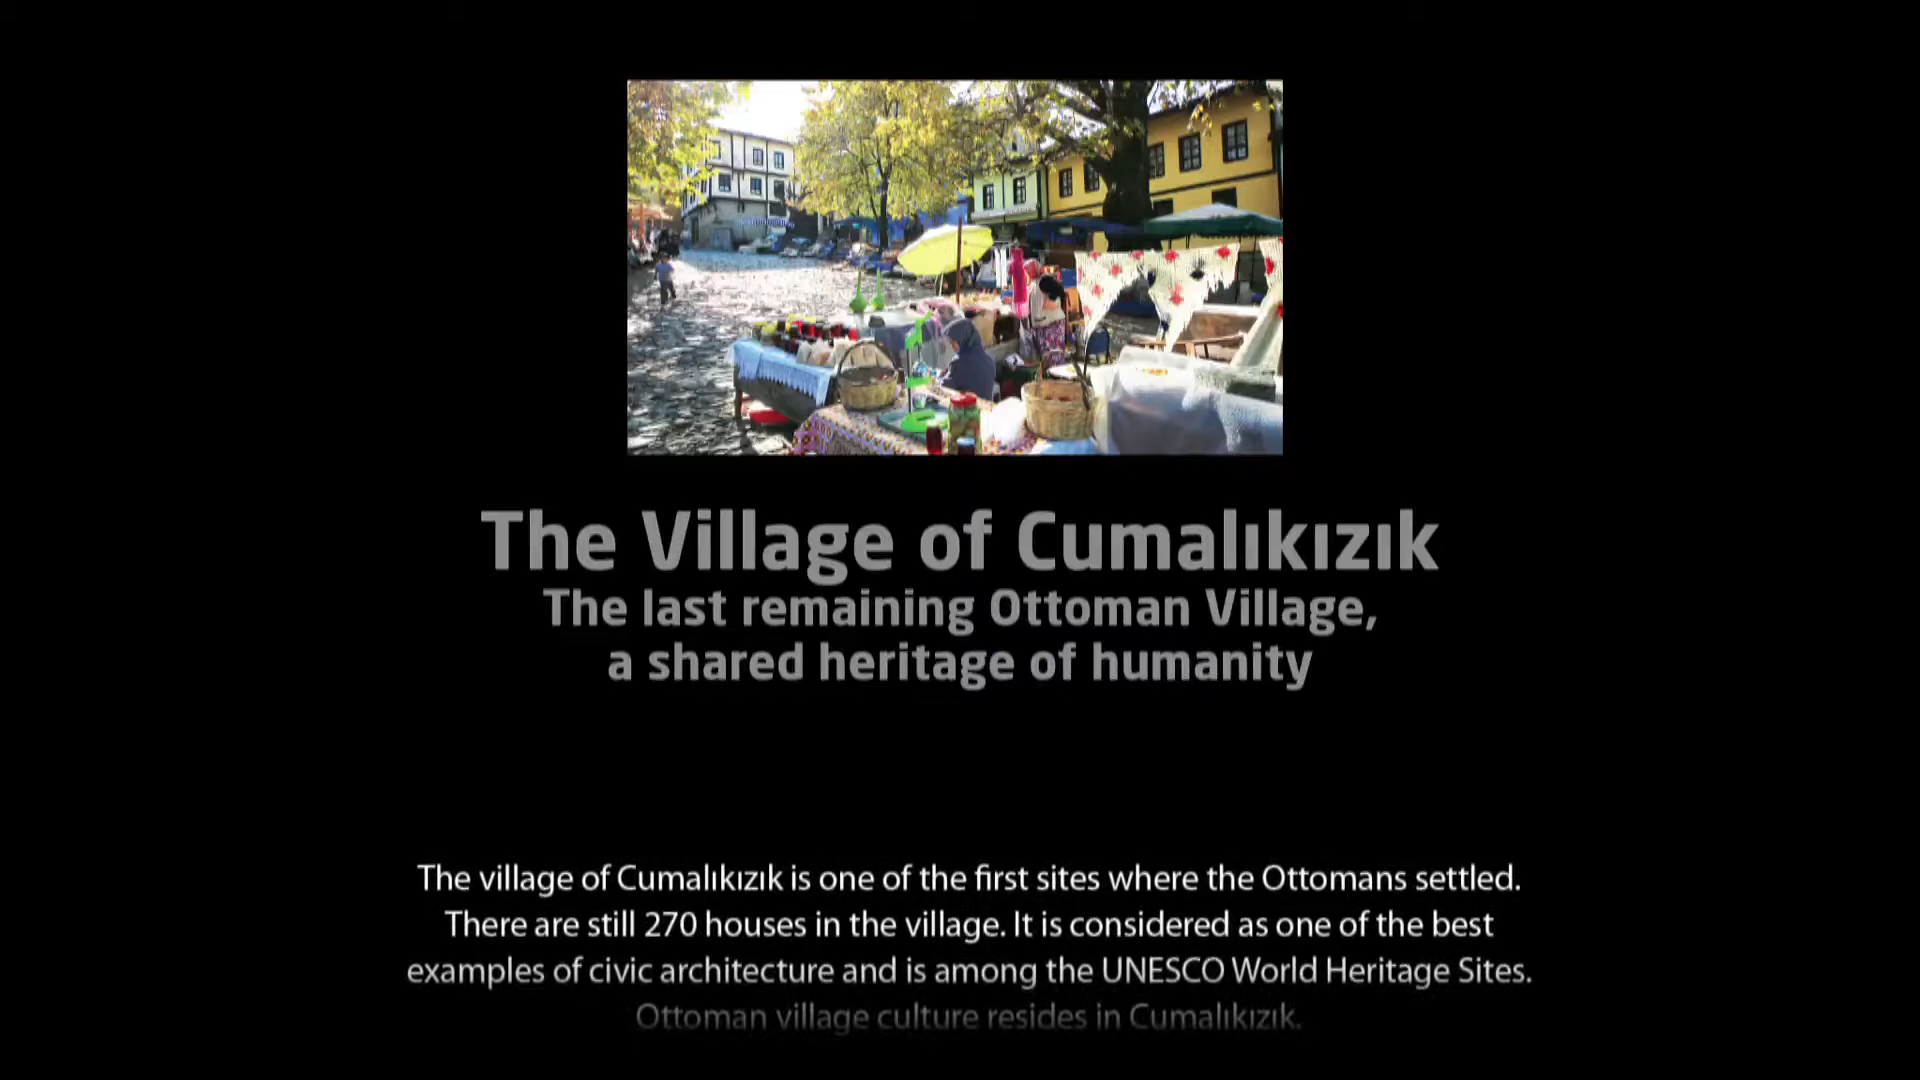 The Village of Cumalıkızık
The last remaining Ottoman Village,
a shared heritage of humanity
The village of Cumalıkızık is one of the first sites where the Ottomans settled.
There are still 270 houses in the village. It is considered as one of the best
examples of civic architecture and is among the UNESCO World Heritage Sites.
Ottoman village culture resides in Cumalıkızık.